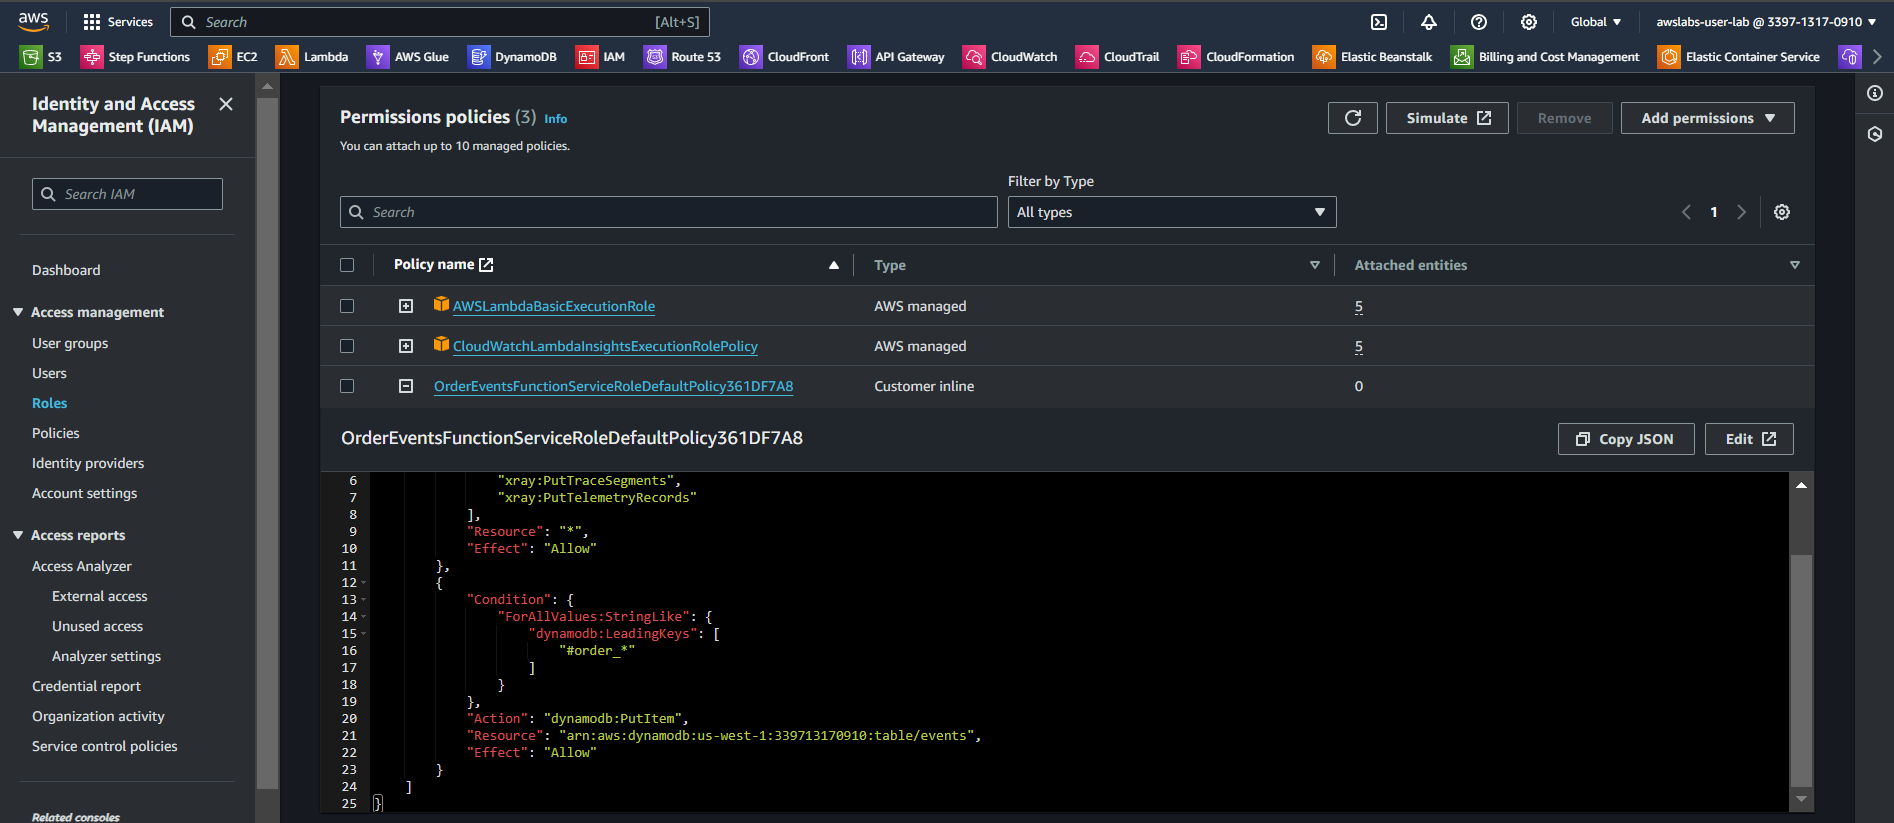 aws
Services
Search
[Alt+S]
Global
awslabs-user-lab @ 3397-1317-0910
S3
Step Functions
EC2
Lambda
AWS Glue
DynamoDB
IAM
Route 53
CloudFront
API Gateway
CloudWatch
CloudTrail
CloudFormation
Elastic Beanstalk
Billing and Cost Management
Elastic Container Service
Identity and Access
Management (IAM)
Search IAM
Dashboard
Access management
User groups
Users
Roles
Policies
Identity providers
Account settings
Access reports
Access Analyzer
External access
Unused access
Analyzer settings
Credential report
Organization activity
Service control policies
Related consoles
Permissions policies (3) Info
You can attach up to 10 managed policies.
Simulate
Remove
Add permissions
Filter by Type
Search
All types
1
Policy name
Type
Attached entities
AWSLambdaBasicExecutionRole
AWS managed
5
CloudWatchLambdaInsightsExecutionRolePolicy
AWS managed
5
OrderEventsFunctionServiceRoleDefaultPolicy361DF7A8
Customer inline
0
OrderEventsFunctionServiceRoleDefaultPolicy361DF7A8
Copy JSON
Edit
6 "xray:PutTraceSegments",
7 "xray:PutTelemetryRecords"
8 ],
9 "Resource": "*",
10 "Effect": "Allow"
11 },
12 {
13 "Condition": {
14 "ForAllValues:StringLike": {
15 "dynamodb:LeadingKeys": [
16 "#order_*"
17 ]
18 }
19 },
20 "Action": "dynamodb:PutItem",
21 "Resource": "arn:aws:dynamodb:us-west-1:339713170910:table/events",
22 "Effect": "Allow"
23 }
24 ]
25 }